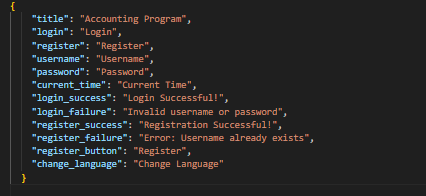 {
"title": "Accounting Program",
"login": "Login",
"register": "Register",
"username": "Username",
"password": "Password",
"current_time": "Current Time",
"login_success": "Login Successful!",
"login_failure": "Invalid username or password",
"register_success": "Registration Successful!",
"register_failure": "Error: Username already exists",
"register_button": "Register",
"change_language": "Change Language"
}